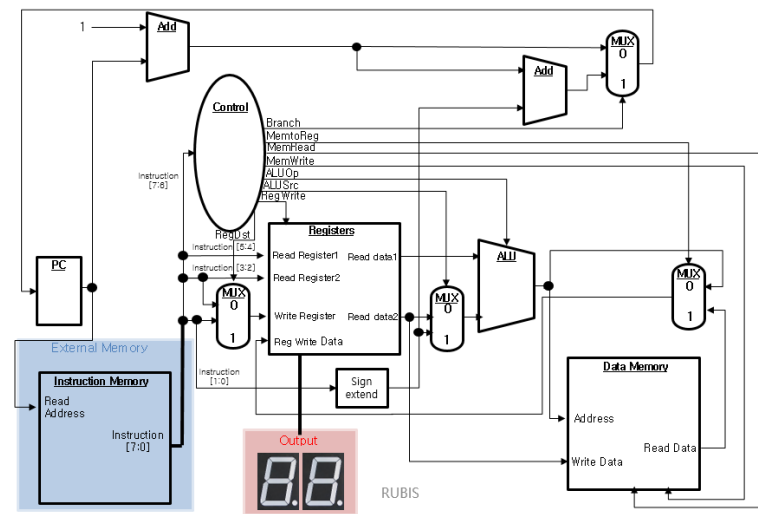 1
Add
MUX
0
1
Add
Control
Branch
MemtoReg
MemRead
MemWrite
ALUOp
ALUSrc
RegWrite
RegDst
Instruction
[7:6]
Registers
Instruction [5:4]
Read Register1
Read data1
Instruction [3:2]
Read Register2
Write Register
Read data2
Reg Write Data
MUX
0
1
MUX
0
1
ALU
MUX
0
1
PC
External Memory
Instruction Memory
Read
Address
Instruction
[7:0]
Instruction
[1:0]
Sign
extend
Data Memory
Address
Read Data
Write Data
Output
88
RUBIS